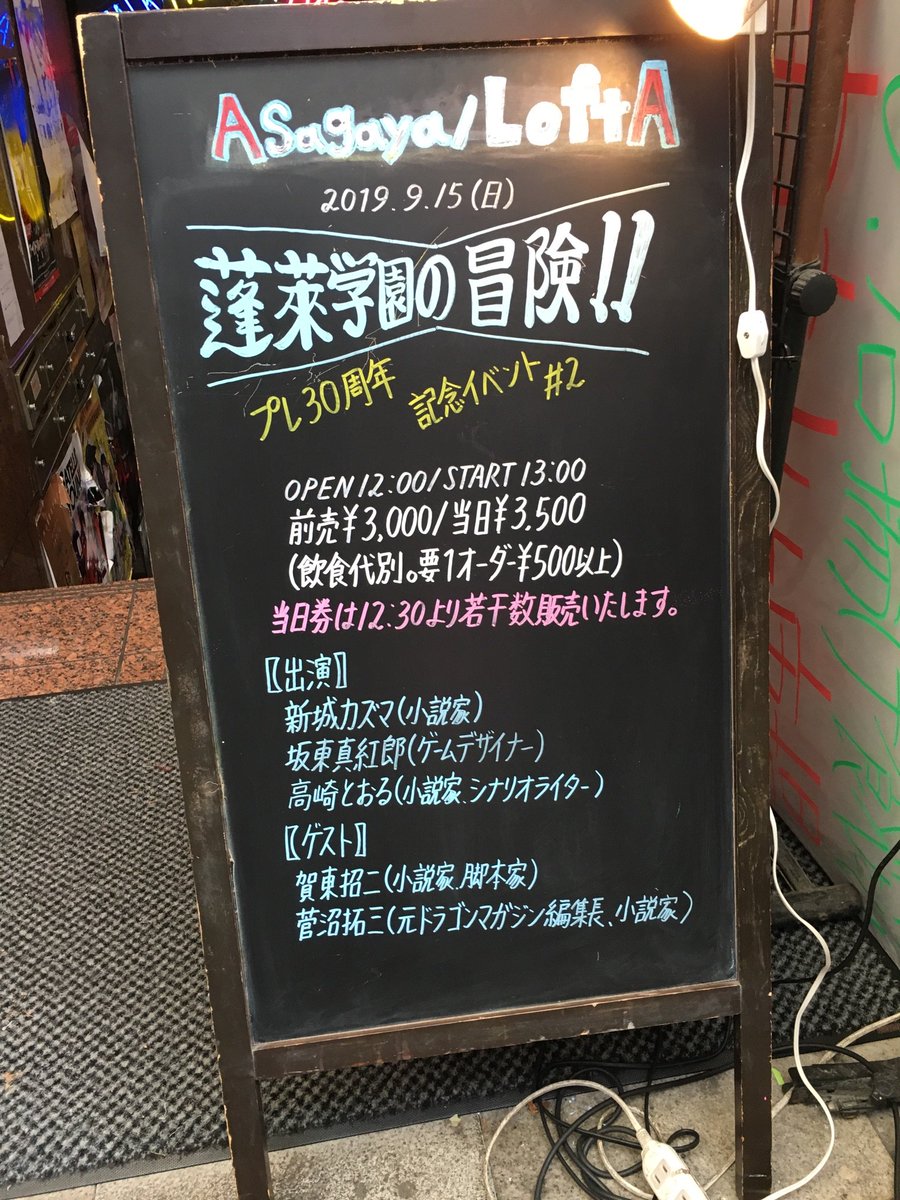 Asagaya/LoftA
2019.9.15(日)
蓬莱学園の冒険!!
プレ30周年 記念イベント #2
OPEN 12:00/START 13:00
前売¥3,000/当日¥3,500
(飲食代別。要1オーダー¥500以上)
当日券は12:30より若干数販売いたします。
〖出演〗
新城カズマ(小説家)
坂東真紅郎(ゲームデザイナー)
高崎とおる(小説家、シナリオライター)
〖ゲスト〗
賀東招二(小説家、脚本家)
菅沼拓三(元ドラゴンマガジン編集長、小説家)